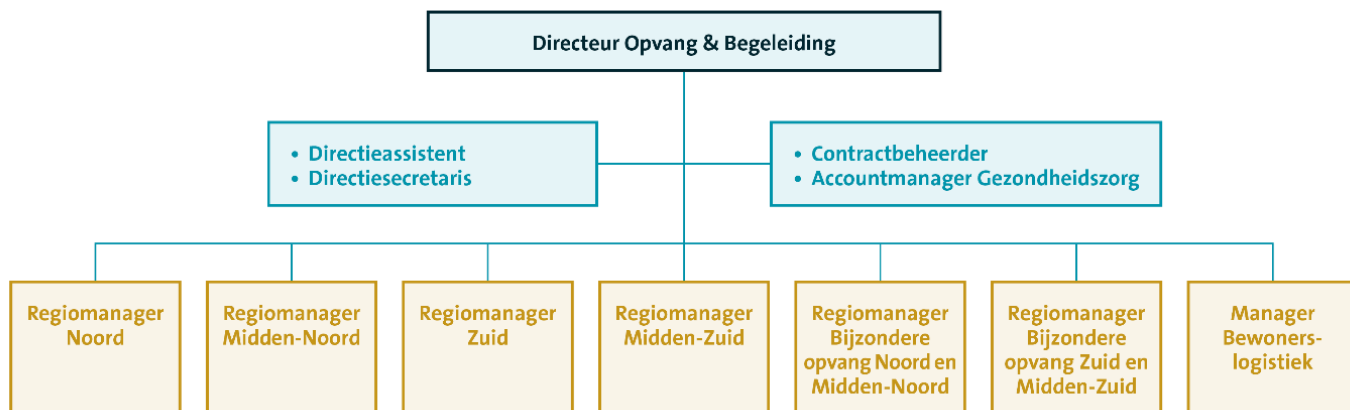 Directeur Opvang & Begeleiding
• Directieassistent
• Directiesecretaris
• Contractbeheerder
• Accountmanager Gezondheidszorg
Regiomanager
Noord
Regiomanager
Midden-Noord
Regiomanager
Zuid
Regiomanager
Midden-Zuid
Regiomanager
Bijzondere
opvang Noord en
Midden-Noord
Regiomanager
Bijzondere
opvang Zuid en
Midden-Zuid
Manager
Bewoners-
logistiek